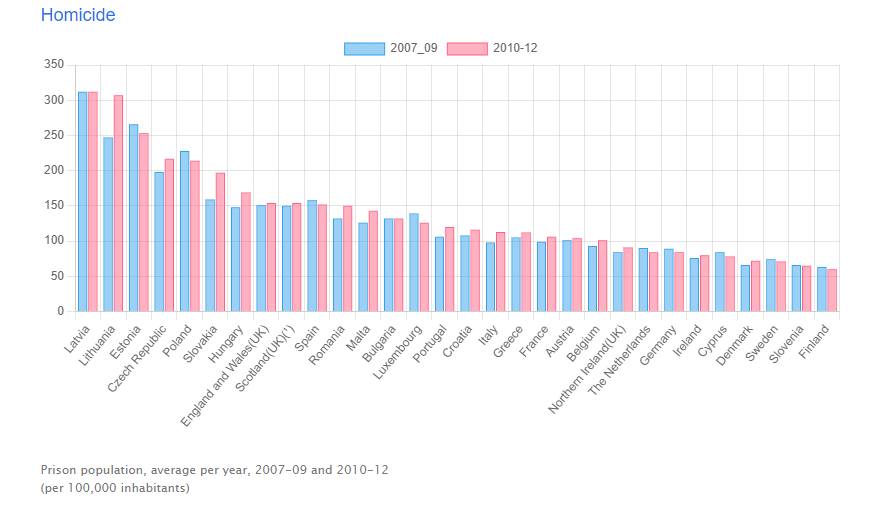 Homicide
2007_09 2010-12
350
300
250
200
150
100
50
0
Latvia
Lithuania
Estonia
Czech Republic
Poland
Slovakia
Hungary
England and Wales(UK)
Scotland(UK)(¹)
Spain
Romania
Malta
Bulgaria
Luxembourg
Portugal
Croatia
Italy
Greece
France
Austria
Belgium
Northern Ireland(UK)
The Netherlands
Germany
Ireland
Cyprus
Denmark
Sweden
Slovenia
Finland
Prison population, average per year, 2007-09 and 2010-12
(per 100,000 inhabitants)